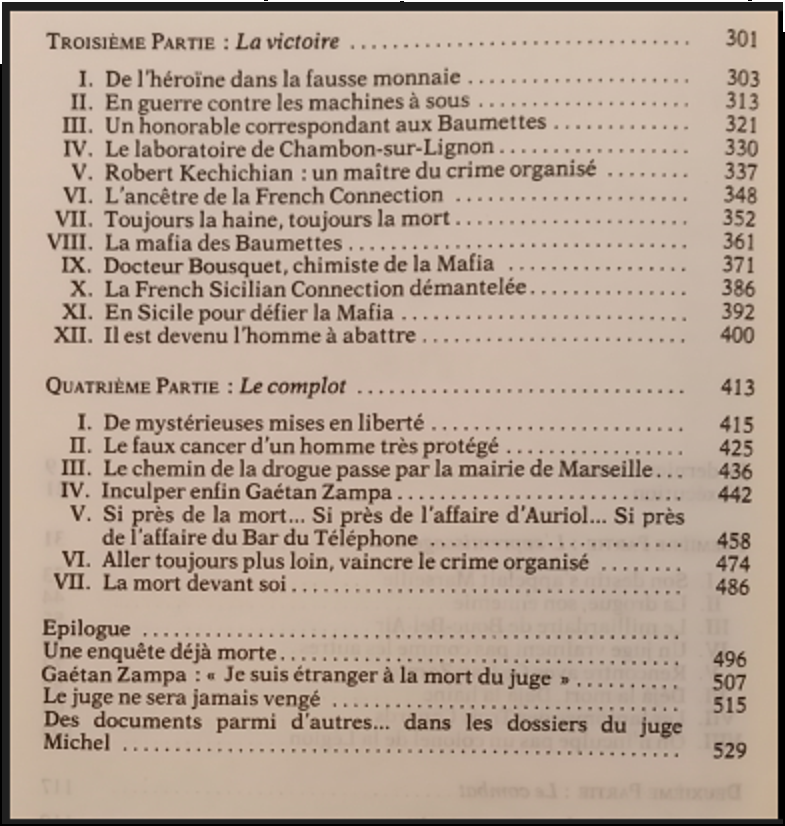 TROISIÈME PARTIE : La victoire ................................ 301
I. De l'héroïne dans la fausse monnaie ..................... 303
II. En guerre contre les machines à sous .................... 313
III. Un honorable correspondant aux Baumettes ............. 321
IV. Le laboratoire de Chambon-sur-Lignon .................. 330
V. Robert Kechichian : un maître du crime organisé ........ 337
VI. L'ancêtre de la French Connection ...................... 348
VII. Toujours la haine, toujours la mort ....................... 352
VIII. La mafia des Baumettes ................................ 361
IX. Docteur Bousquet, chimiste de la Mafia ................. 371
X. La French Sicilian Connection démantelée ............... 386
XI. En Sicile pour défier la Mafia ........................... 392
XII. Il est devenu l'homme à abattre ......................... 400
QUATRIÈME PARTIE : Le complot .............................. 413
I. De mystérieuses mises en liberté ....................... 415
II. Le faux cancer d'un homme très protégé ................ 425
III. Le chemin de la drogue passe par la mairie de Marseille... 436
IV. Inculper enfin Gaétan Zampa ........................... 442
V. Si près de la mort... Si près de l'affaire d'Auriol... Si près
de l'affaire du Bar du Téléphone ........................ 458
VI. Aller toujours plus loin, vaincre le crime organisé ........ 474
VII. La mort devant soi ..................................... 486
Epilogue ..................................................
Une enquête déjà morte ..................................... 496
Gaétan Zampa : « Je suis étranger à la mort du juge » .......... 507
Le juge ne sera jamais vengé ................................ 515
Des documents parmi d'autres... dans les dossiers du juge
Michel .................................................... 529